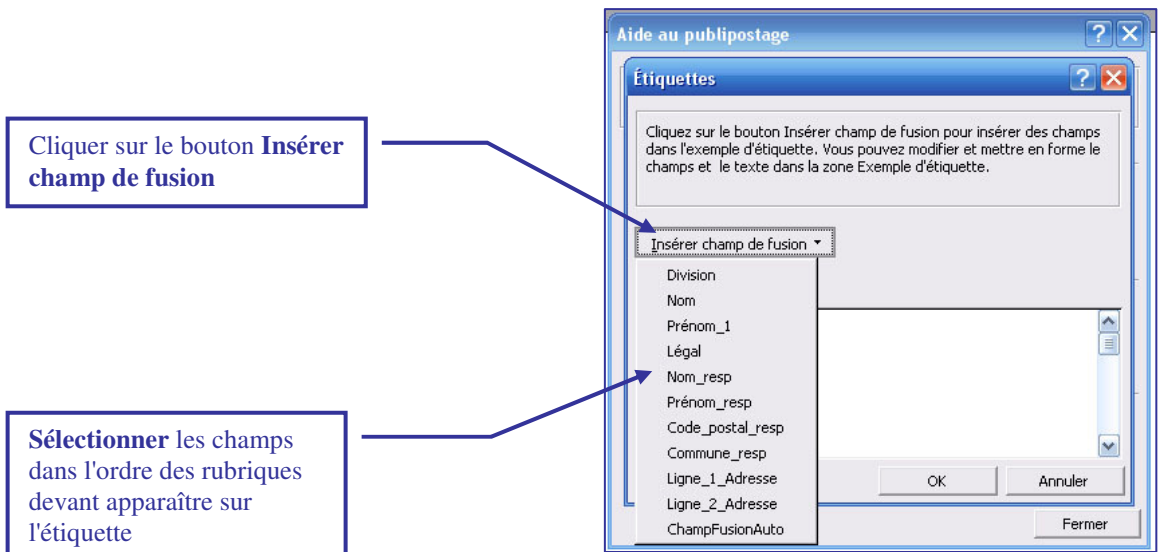 Aide au publipostage
Étiquettes
Cliquez sur le bouton Insérer champ de fusion pour insérer des champs
dans l'exemple d'étiquette. Vous pouvez modifier et mettre en forme le
champs et le texte dans la zone Exemple d'étiquette.
Cliquer sur le bouton Insérer
champ de fusion
Insérer champ de fusion
Division
Nom
Prénom_1
Légal
Nom_resp
Prénom_resp
Code_postal_resp
Commune_resp
Ligne_1_Adresse
Ligne_2_Adresse
ChampFusionAuto
Sélectionner les champs
dans l'ordre des rubriques
devant apparaître sur
l'étiquette
OK
Annuler
Fermer